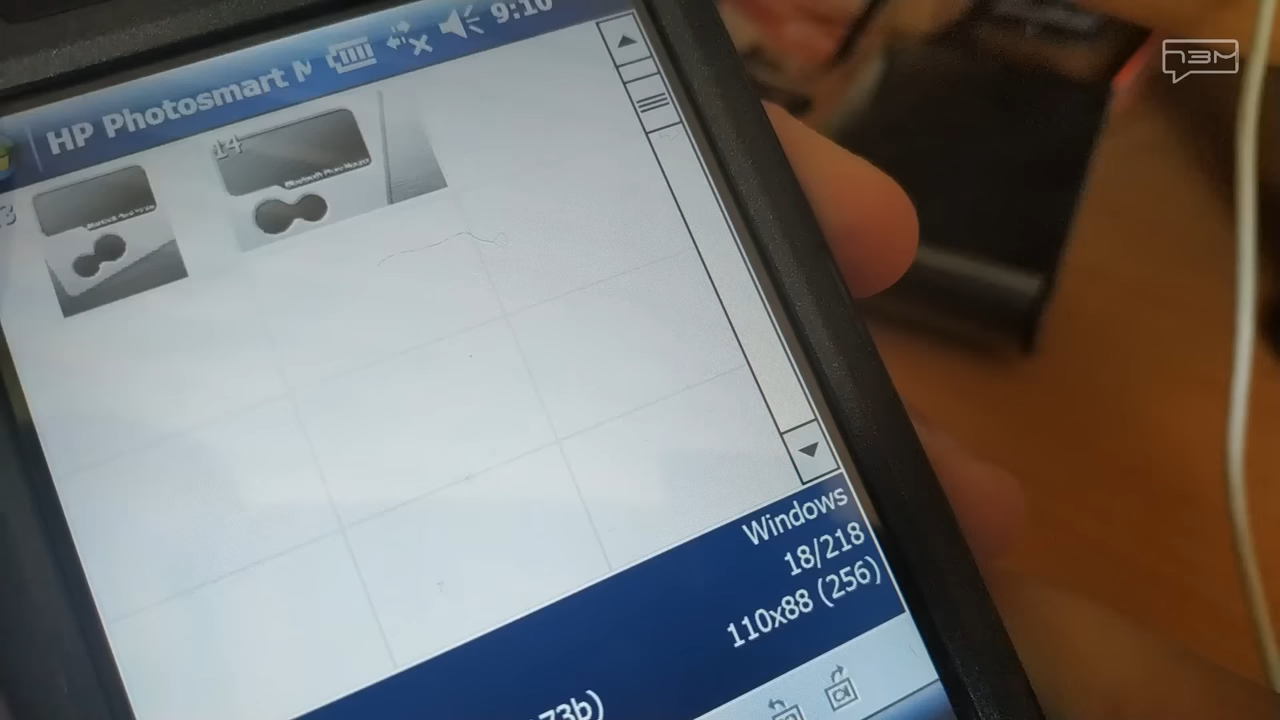 HP Photosmart
9:10
14
Windows
18/218
110x88 (256)
73b)